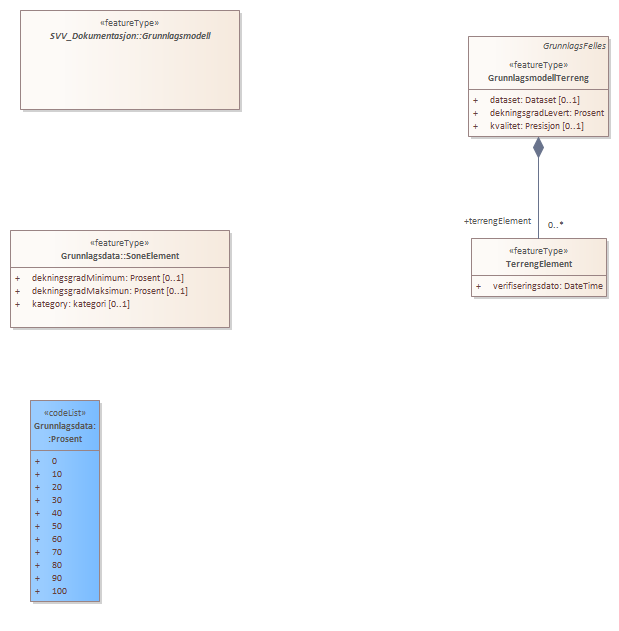 «featureType»
SVV_Dokumentasjon::Grunnlagsmodell
GrunnlagsFelles
«featureType»
GrunnlagsmodellTerreng
+ dataset: Dataset [0..1]
+ dekningsgradLevert: Prosent
+ kvalitet: Presisjon [0..1]
+terrengElement
0..*
«featureType»
TerrengElement
+ verifiseringsdato: DateTime
«featureType»
Grunnlagsdata::SoneElement
+ dekningsgradMinimum: Prosent [0..1]
+ dekningsgradMaksimun: Prosent [0..1]
+ kategory: kategori [0..1]
«codeList»
Grunnlagsdata:
:Prosent
+ 0
+ 10
+ 20
+ 30
+ 40
+ 50
+ 60
+ 70
+ 80
+ 90
+ 100